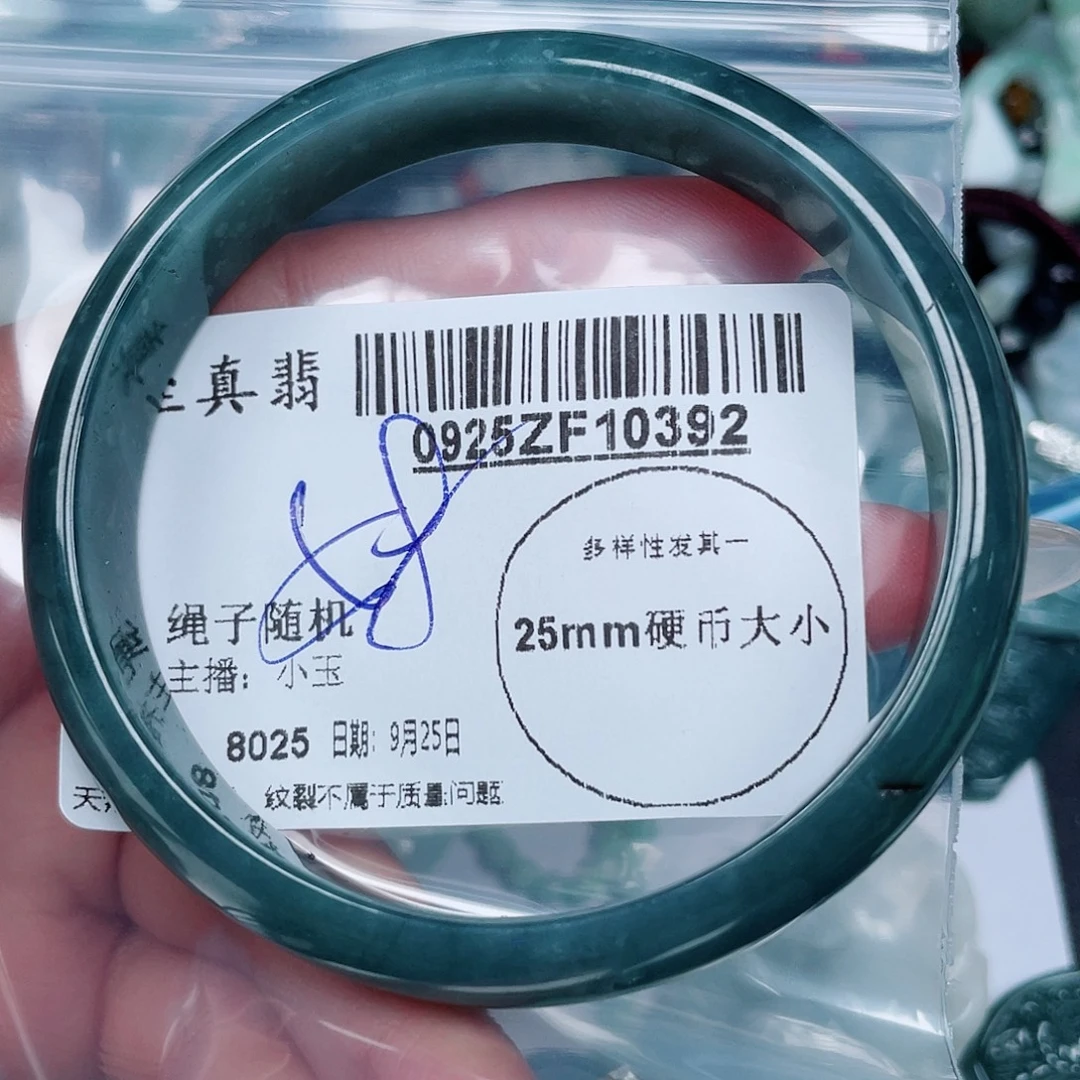 真翡
0925ZF10392
多样性发其一
25mm硬币大小
绳子随机
主播：小玉
8025 日期：9月25日
天 纹裂不属于质量问题